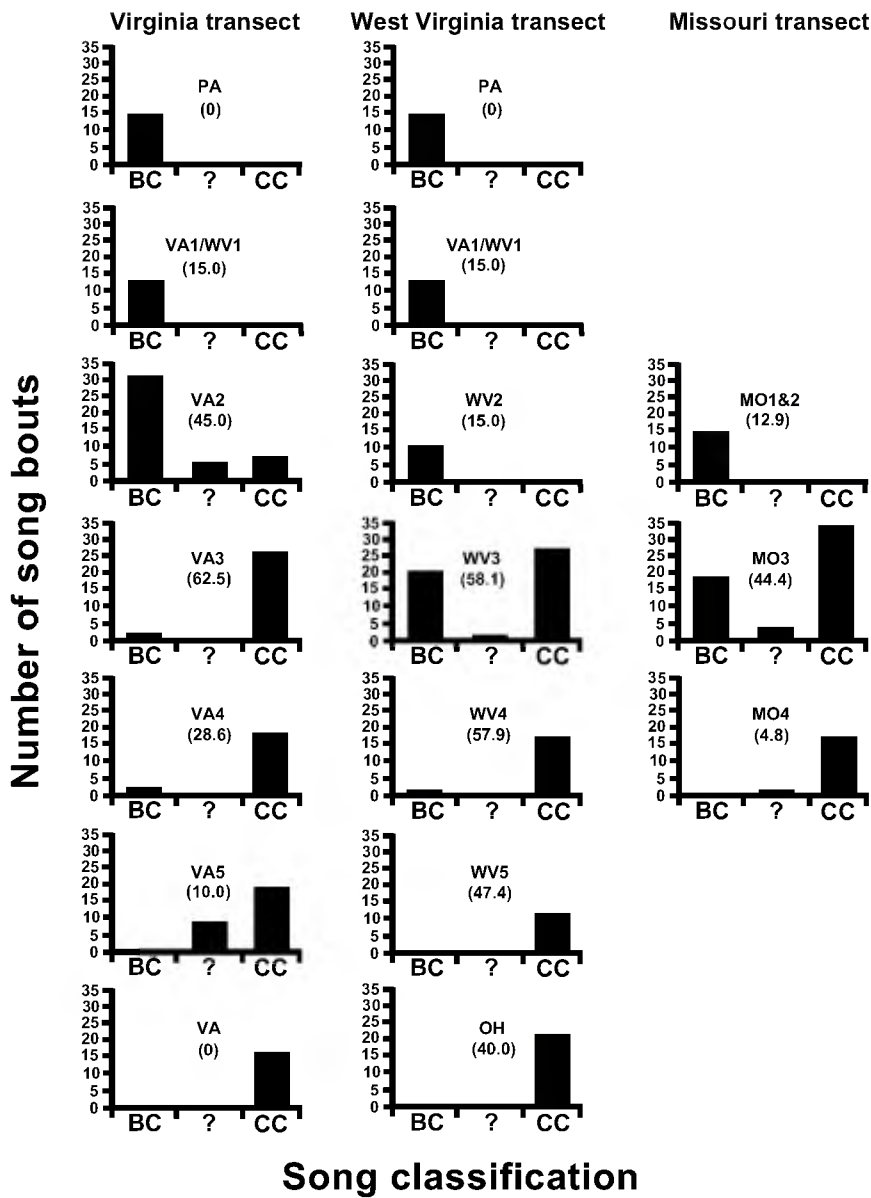 Virginia transect West Virginia transect Missouri transect
35 35
30 30
25 PA 25 PA
20 (0) 20 (0)
15 15
10 10
5 5
0 0
BC ? CC BC ? CC
35 35
30 30
25 VA1/WV1 25 VA1/WV1
20 (15.0) 20 (15.0)
15 15
10 10
5 5
0 0
BC ? CC BC ? CC
35 35 35
30 30 30
25 VA2 25 WV2 25 MO1&2
20 (45.0) 20 (15.0) 20 (12.9)
15 15 15
10 10 10
5 5 5
0 0 0
BC ? CC BC ? CC BC ? CC
35 35 35
30 30 30
25 VA3 25 WV3 25 MO3
20 (62.5) 20 (58.1) 20 (44.4)
15 15 15
10 10 10
5 5 5
0 0 0
BC ? CC BC ? CC BC ? CC
35 35 35
30 30 30
25 VA4 25 WV4 25 MO4
20 (28.6) 20 (57.9) 20 (4.8)
15 15 15
10 10 10
5 5 5
0 0 0
BC ? CC BC ? CC BC ? CC
35 35
30 30
25 VA5 25 WV5
20 (10.0) 20 (47.4)
15 15
10 10
5 5
0 0
BC ? CC BC ? CC
35 35
30 30
25 VA 25 OH
20 (0) 20 (40.0)
15 15
10 10
5 5
0 0
BC ? CC BC ? CC
Number of song bouts
Song classification